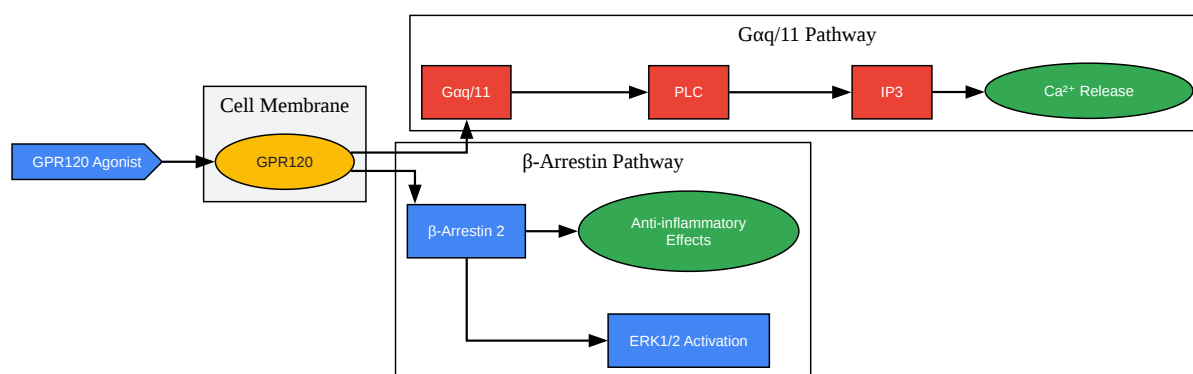 Gαq/11 Pathway
Gαq/11
PLC
IP3
Ca²⁺ Release
Cell Membrane
GPR120 Agonist
GPR120
β-Arrestin Pathway
β-Arrestin 2
Anti-inflammatory
Effects
ERK1/2 Activation